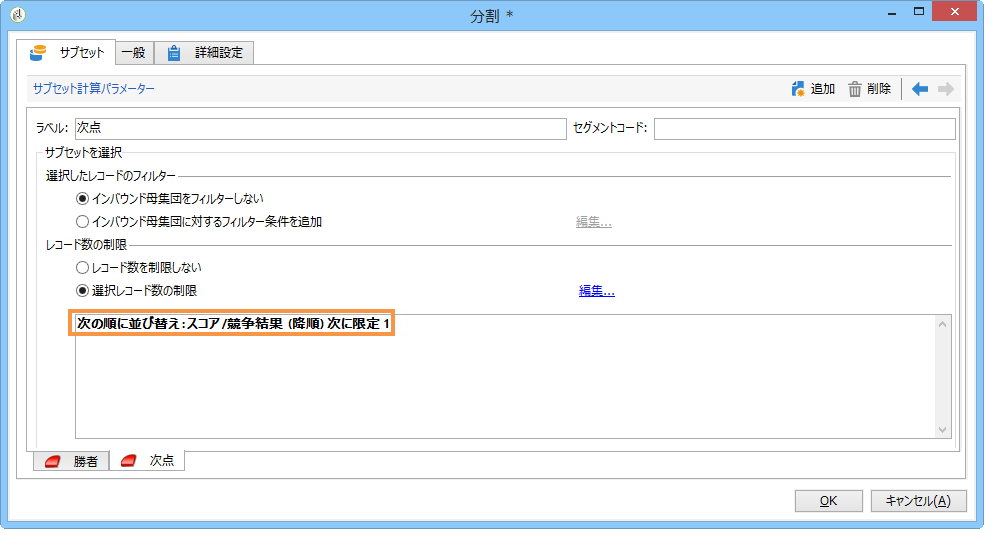 分割 *
サブセット 一般 詳細設定
サブセット計算パラメーター 追加 削除
ラベル: 次点 セグメントコード:
サブセットを選択
選択したレコードのフィルター
インバウンド母集団をフィルターしない
インバウンド母集団に対するフィルター条件を追加 編集...
レコード数の制限
レコード数を制限しない
選択レコード数の制限 編集...
次の順に並び替え:スコア/競争結果 (降順) 次に限定 1
勝者 次点
OK キャンセル(A)